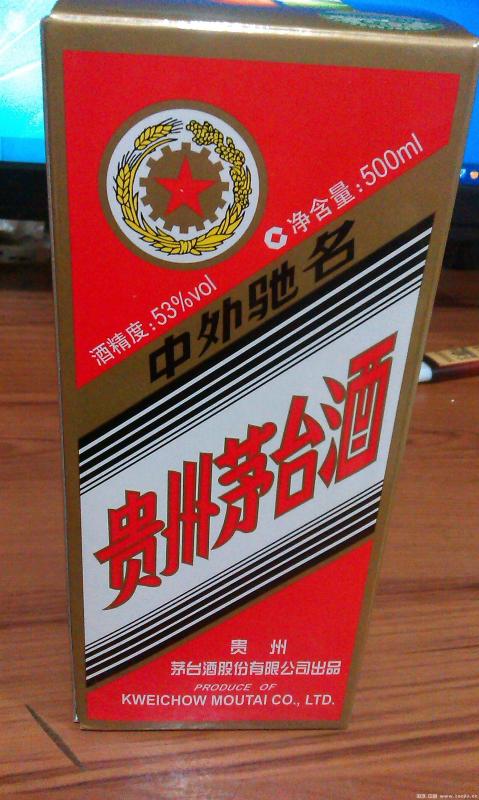 净含量:500ml
酒精度:53%vol
中外驰名
贵州茅台酒
贵 州
茅台酒股份有限公司出品
PRODUCE OF
KWEICHOW MOUTAI CO., LTD.